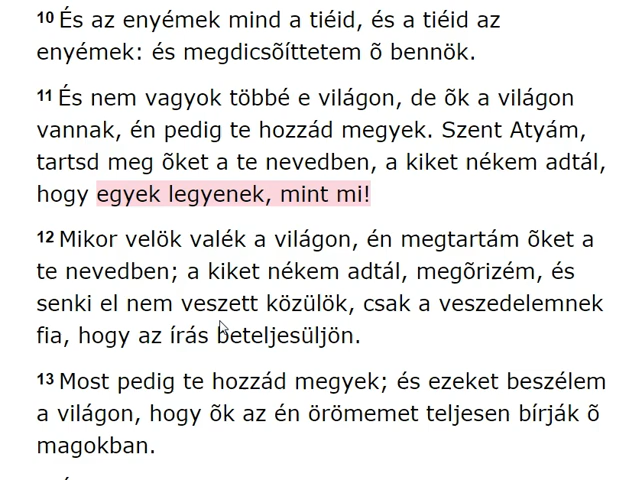 10 És az enyémek mind a tiéid, és a tiéid az
enyémek: és megdicsõíttetem õ bennök.
11 És nem vagyok többé e világon, de õk a világon
vannak, én pedig te hozzád megyek. Szent Atyám,
tartsd meg õket a te nevedben, a kiket nékem adtál,
hogy egyek legyenek, mint mi!
12 Mikor velök valék a világon, én megtartám õket a
te nevedben; a kiket nékem adtál, megõrizém, és
senki el nem veszett közülök, csak a veszedelemnek
fia, hogy az írás beteljesüljön.
13 Most pedig te hozzád megyek; és ezeket beszélem
a világon, hogy õk az én örömemet teljesen bírják õ
magokban.